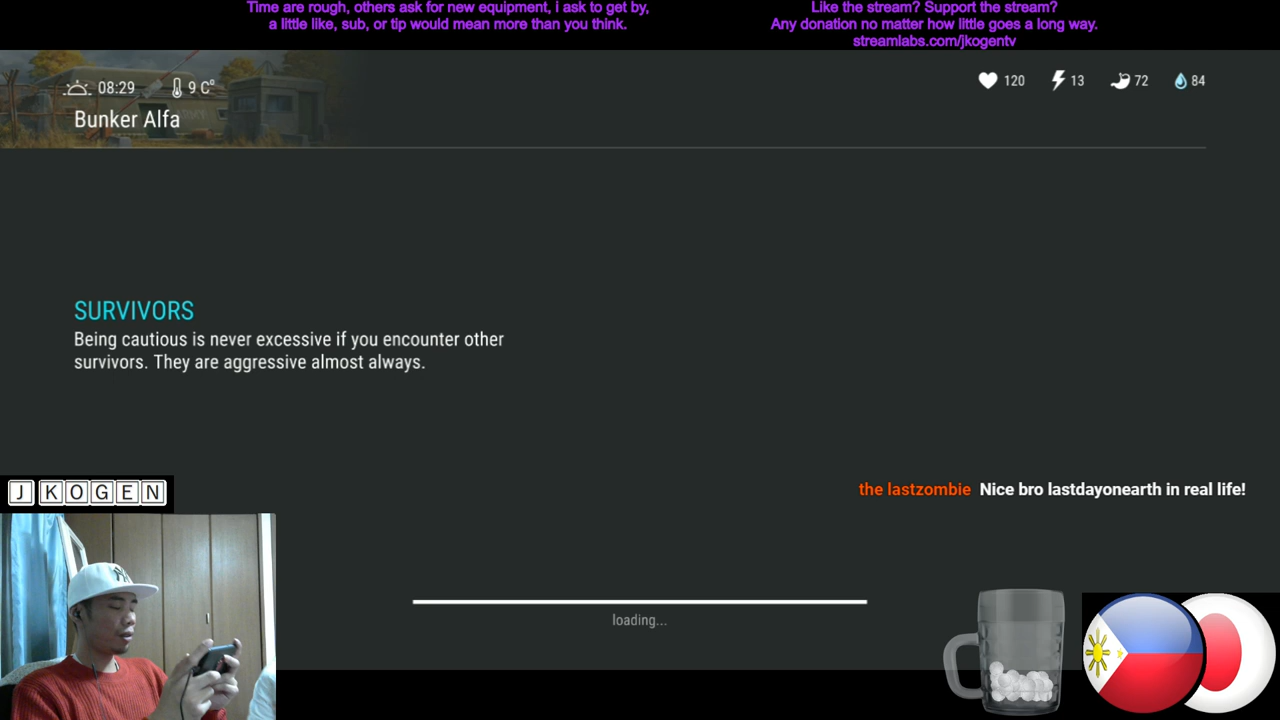 Time are rough, others ask for new equipment, i ask to get by,
a little like, sub, or tip would mean more than you think.
Like the stream? Support the stream?
Any donation no matter how little goes a long way.
streamlabs.com/jkogentv
08:29
9 C°
120
13
72
84
Bunker Alfa
SURVIVORS
Being cautious is never excessive if you encounter other
survivors. They are aggressive almost always.
J KOGEN
the lastzombie Nice bro lastdayonearth in real life!
loading...